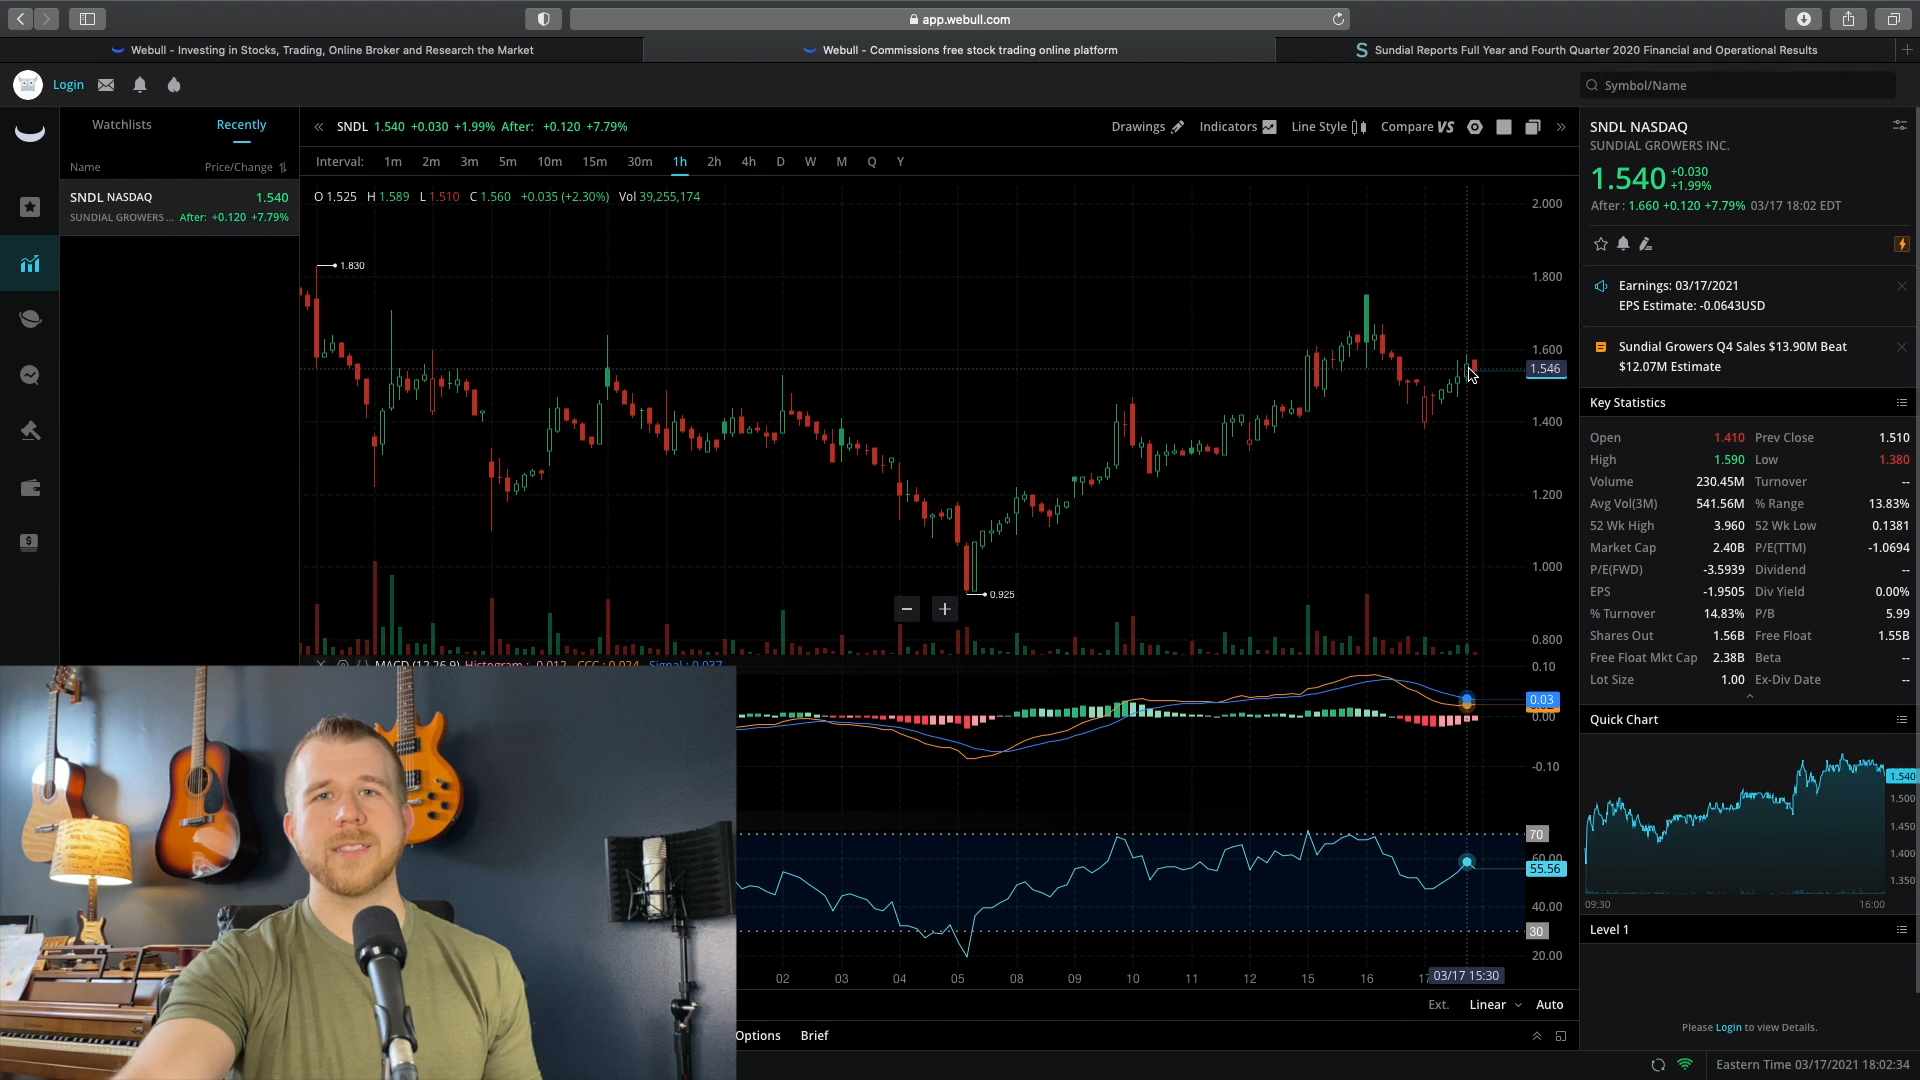 app.webull.com
Webull - Investing in Stocks, Trading, Online Broker and Research the Market
Webull - Commissions free stock trading online platform
S Sundial Reports Full Year and Fourth Quarter 2020 Financial and Operational Results
Login
Symbol/Name
Watchlists Recently
Name Price/Change
SNDL NASDAQ 1.540
SUNDIAL GROWERS ... After: +0.120 +7.79%
SNDL 1.540 +0.030 +1.99% After: +0.120 +7.79%
Drawings Indicators Line Style Compare VS
Interval: 1m 2m 3m 5m 10m 15m 30m 1h 2h 4h D W M Q Y
O 1.525 H 1.589 L 1.510 C 1.560 +0.035 (+2.30%) Vol 39,255,174
2.000
1.830
1.800
1.600
1.546
1.400
1.200
1.000
0.925
0.800
MACD (12,26,9) Histogram : -0.012 CCC : 0.024 Signal : 0.037
0.10
0.03
0.00
-0.10
70
60.00
55.56
40.00
30
20.00
02 03 04 05 08 09 10 11 12 15 16 17 03/17 15:30
Ext. Linear Auto
Options Brief
SNDL NASDAQ
SUNDIAL GROWERS INC.
1.540 +0.030
+1.99%
After: 1.660 +0.120 +7.79% 03/17 18:02 EDT
Earnings: 03/17/2021
EPS Estimate: -0.0643USD
Sundial Growers Q4 Sales $13.90M Beat
$12.07M Estimate
Key Statistics
Open 1.410 Prev Close 1.510
High 1.590 Low 1.380
Volume 230.45M Turnover --
Avg Vol(3M) 541.56M % Range 13.83%
52 Wk High 3.960 52 Wk Low 0.1381
Market Cap 2.40B P/E(TTM) -1.0694
P/E(FWD) -3.5939 Dividend --
EPS -1.9505 Div Yield 0.00%
% Turnover 14.83% P/B 5.99
Shares Out 1.56B Free Float 1.55B
Free Float Mkt Cap 2.38B Beta --
Lot Size 1.00 Ex-Div Date --
Quick Chart
1.540
1.500
1.450
1.400
1.350
09:30 16:00
Level 1
Please Login to view Details.
Eastern Time 03/17/2021 18:02:34